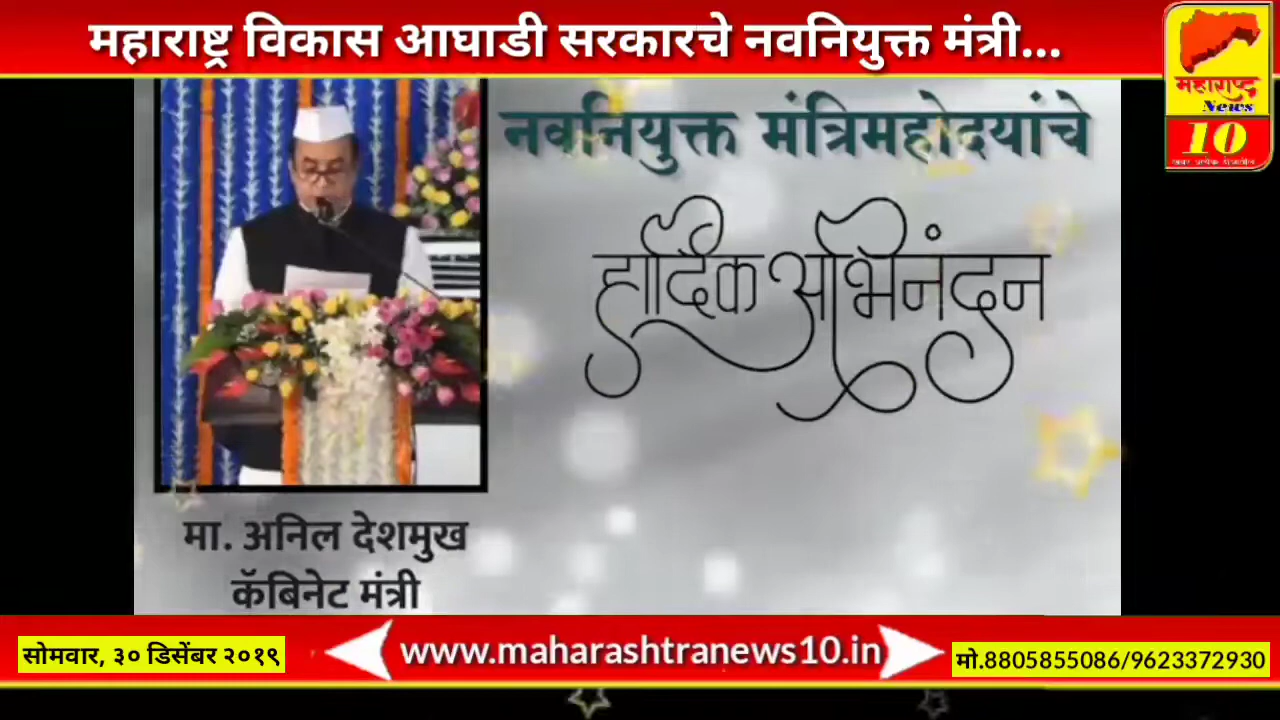 महाराष्ट्र विकास आघाडी सरकारचे नवनियुक्त मंत्री...
महाराष्ट्र
News
10
नवनियुक्त मंत्रिमहोदयांचे
हार्दिक अभिनंदन
मा. अनिल देशमुख
कॅबिनेट मंत्री
सोमवार, ३० डिसेंबर २०१९
www.maharashtranews10.in
मो.8805855086/9623372930